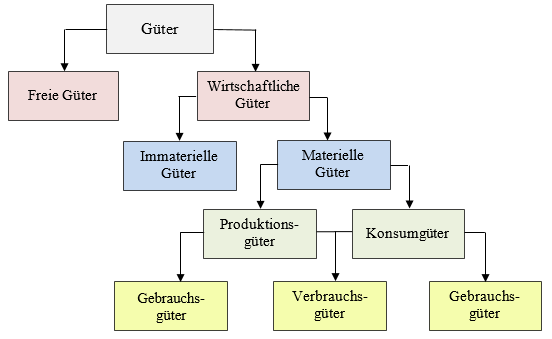 Güter
Freie Güter
Wirtschaftliche
Güter
Immaterielle
Güter
Materielle
Güter
Produktions-
güter
Konsumgüter
Gebrauchs-
güter
Verbrauchs-
güter
Gebrauchs-
güter